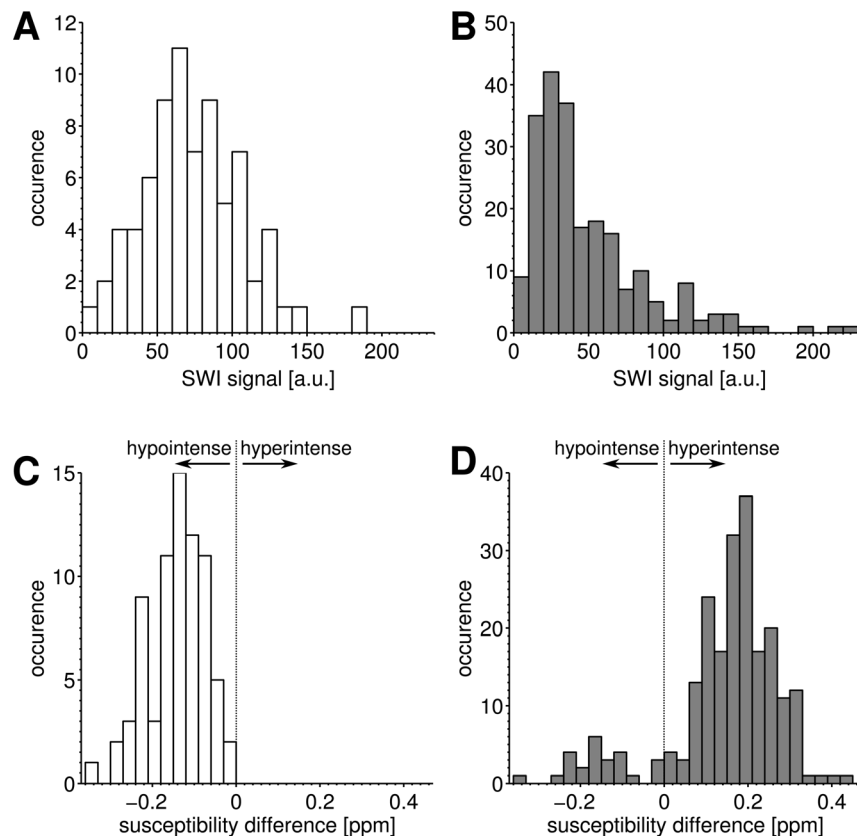 A
12
10
8
6
4
2
0
occurence
0 50 100 150 200
SWI signal [a.u.]
B
50
40
30
20
10
0
occurence
0 50 100 150 200
SWI signal [a.u.]
C
hypointense hyperintense
15
10
5
0
occurence
−0.2 0 0.2 0.4
susceptibility difference [ppm]
D
hypointense hyperintense
40
30
20
10
0
occurence
−0.2 0 0.2 0.4
susceptibility difference [ppm]